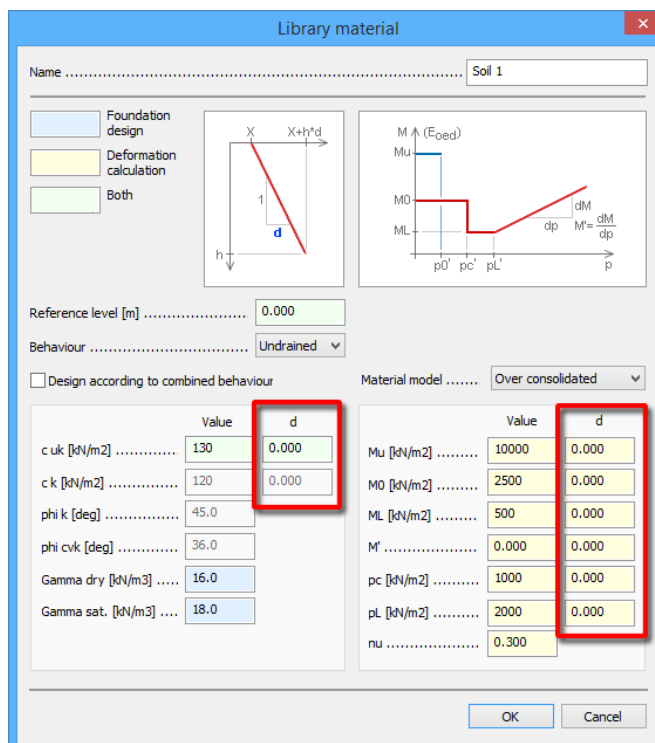 Library material
Name ........................................................................................ Soil 1
Foundation design
Deformation calculation
Both
X X+h*d
1
d
h
M (Eoed)
Mu
M0
ML
dM
dp
M'= dM/dp
p0' pc' pL' p
Reference level [m] ...................... 0.000
Behaviour .................................. Undrained
Design according to combined behaviour
Material model ....... Over consolidated
Value d
c uk [kN/m2] ............. 130 0.000
c k [kN/m2] ............... 120 0.000
phi k [deg] ................ 45.0
phi cvk [deg] ............. 36.0
Gamma dry [kN/m3] ..... 16.0
Gamma sat. [kN/m3] .... 18.0
Value d
Mu [kN/m2] ......... 10000 0.000
M0 [kN/m2] ......... 2500 0.000
ML [kN/m2] ......... 500 0.000
M' ..................... 0.000 0.000
pc [kN/m2] .......... 1000 0.000
pL [kN/m2] .......... 2000 0.000
nu ..................... 0.300
OK
Cancel